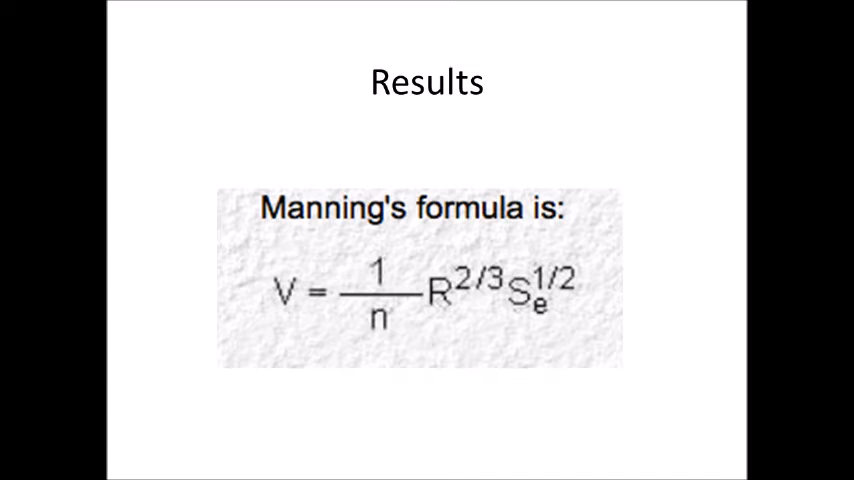 Results
Manning's formula is:
V = 1/n R^2/3 S_e^1/2